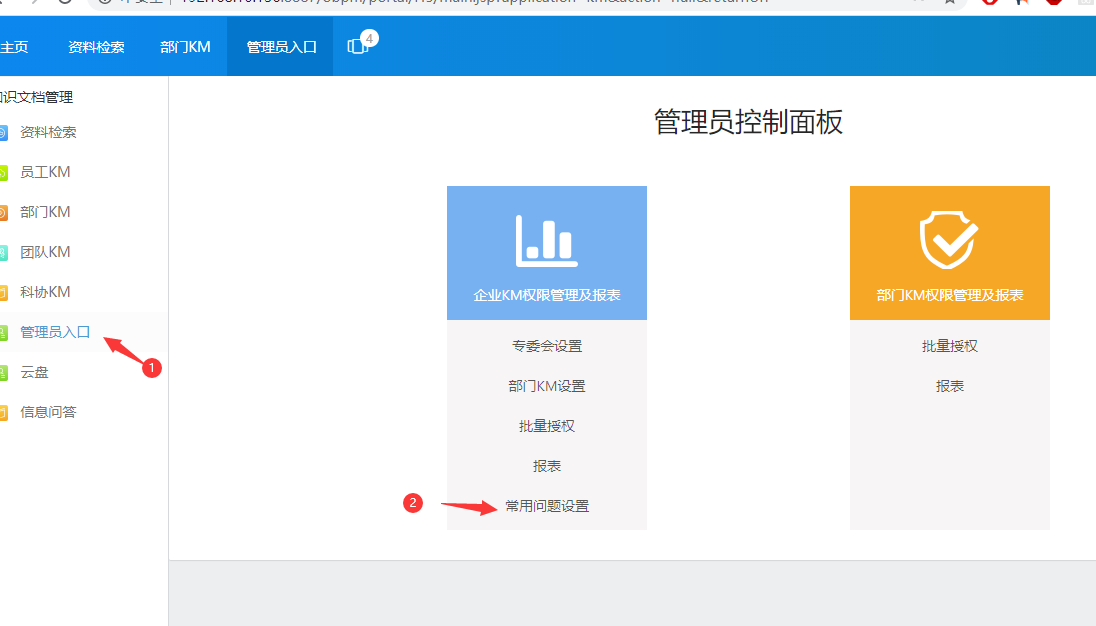 主页 资料检索 部门KM 管理员入口 4
识文档管理
资料检索
员工KM
部门KM
团队KM
科协KM
管理员入口
1
云盘
信息问答
管理员控制面板
企业KM权限管理及报表
专委会设置
部门KM设置
批量授权
报表
2 常用问题设置
部门KM权限管理及报表
批量授权
报表